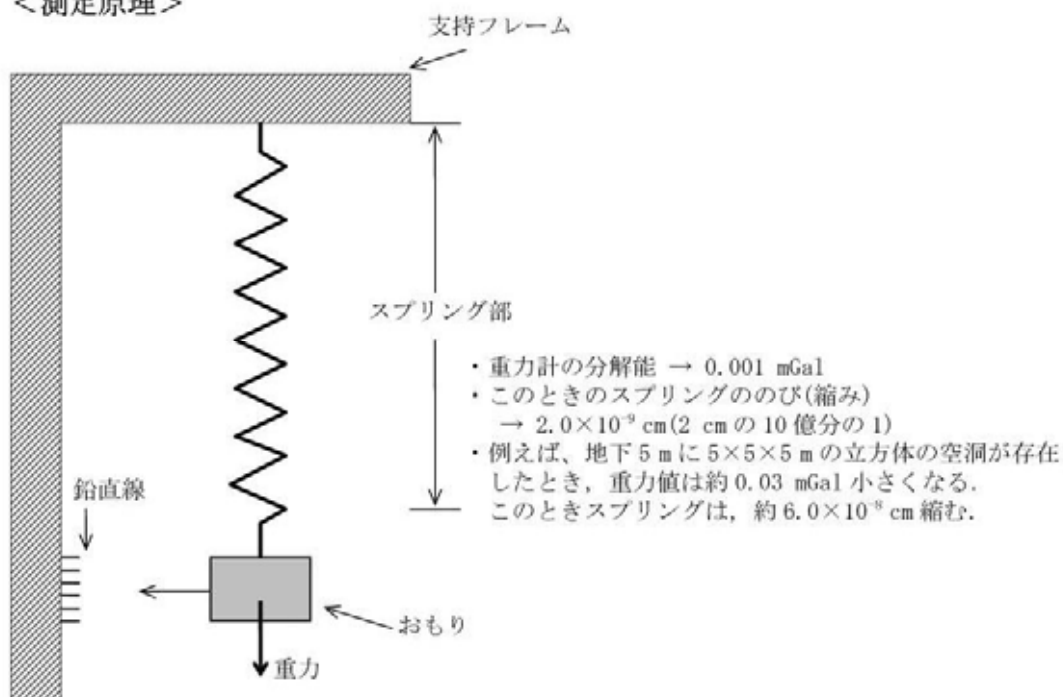 ＜測定原理＞
支持フレーム
スプリング部
・重力計の分解能 → 0.001 mGal
・このときのスプリングののび(縮み)
→ 2.0×10⁻⁹ cm(2 cm の 10 億分の 1)
・例えば、地下 5 m に 5×5×5 m の立方体の空洞が存在
したとき，重力値は約 0.03 mGal 小さくなる．
このときスプリングは，約 6.0×10⁻⁸ cm 縮む．
鉛直線
おもり
重力